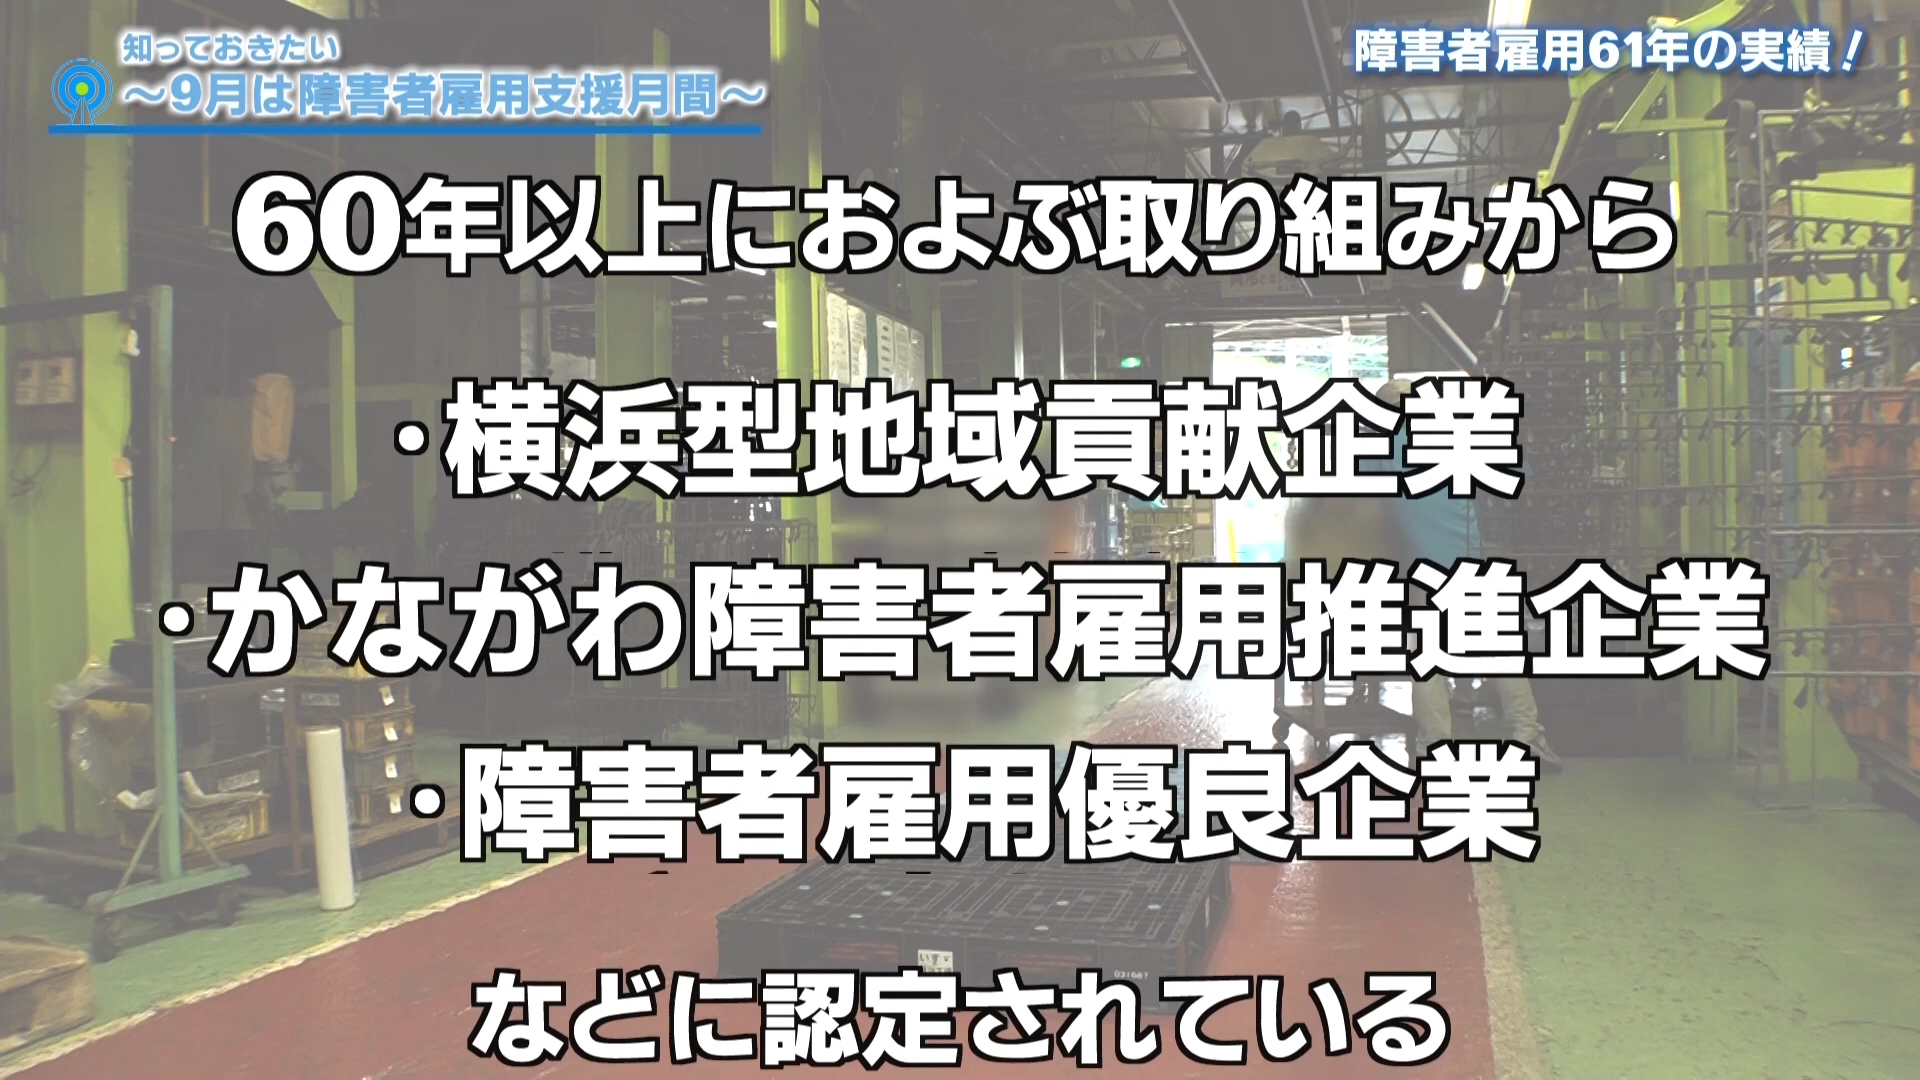 知っておきたい
～9月は障害者雇用支援月間～
障害者雇用61年の実績！
60年以上におよぶ取り組みから
・横浜型地域貢献企業
・かながわ障害者雇用推進企業
・障害者雇用優良企業
などに認定されている
031687